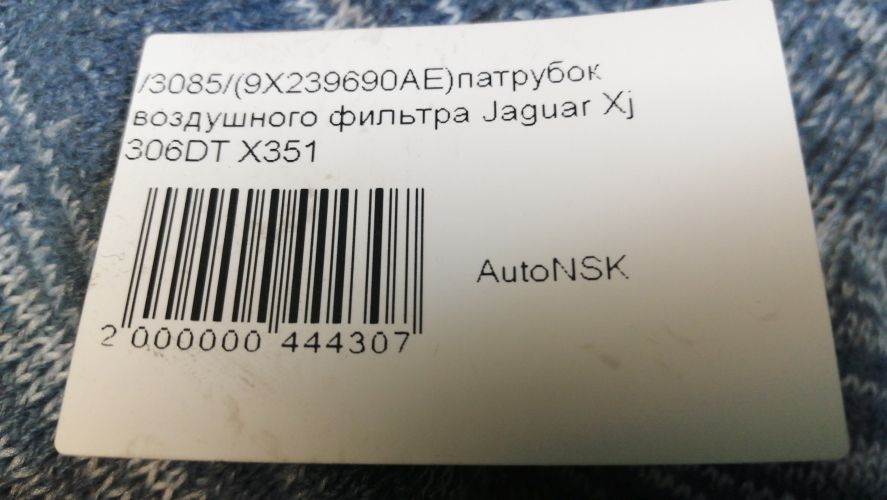 /3085/(9X239690AE)патрубок
воздушного фильтра Jaguar Xj
306DT X351
AutoNSK
2 000000 444307